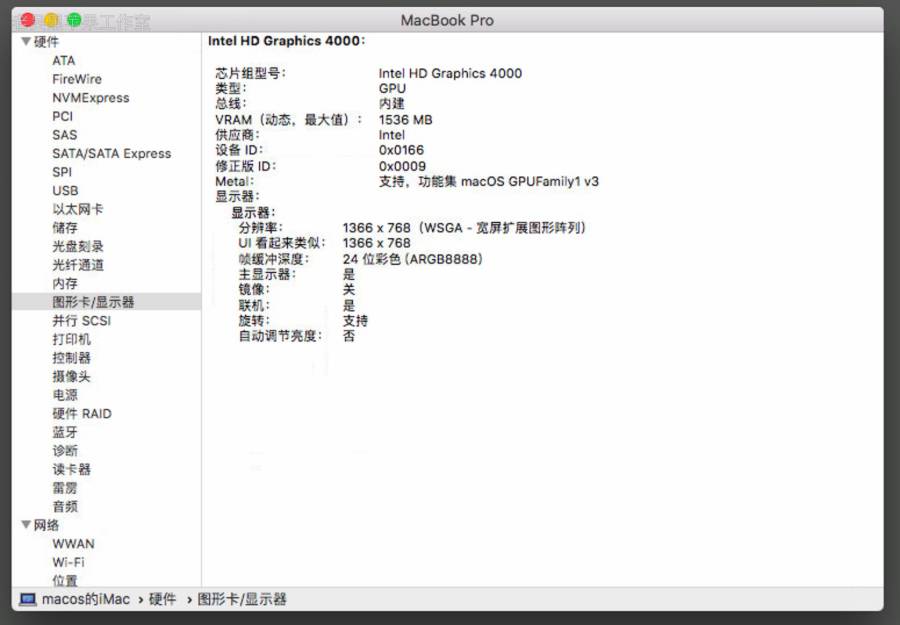 MacBook Pro
硬件
ATA
FireWire
NVMExpress
PCI
SAS
SATA/SATA Express
SPI
USB
以太网卡
储存
光盘刻录
光纤通道
内存
图形卡/显示器
并行 SCSI
打印机
控制器
摄像头
电源
硬件 RAID
蓝牙
诊断
读卡器
雷雳
音频
网络
WWAN
Wi-Fi
位置
Intel HD Graphics 4000：
芯片组型号： Intel HD Graphics 4000
类型： GPU
总线： 内建
VRAM（动态，最大值）： 1536 MB
供应商： Intel
设备 ID： 0x0166
修正版 ID： 0x0009
Metal： 支持，功能集 macOS GPUFamily1 v3
显示器：
显示器：
分辨率： 1366 x 768（WSGA - 宽屏扩展图形阵列）
UI 看起来类似： 1366 x 768
帧缓冲深度： 24 位彩色 (ARGB8888)
主显示器： 是
镜像： 关
联机： 是
旋转： 支持
自动调节亮度： 否
macos的iMac › 硬件 › 图形卡/显示器